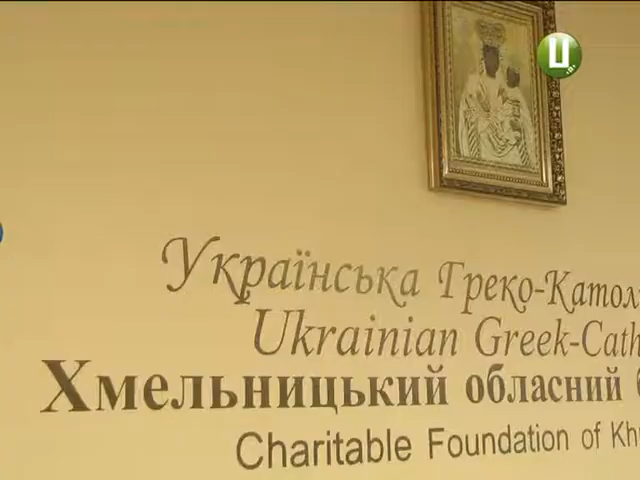 Українська Греко-Катол
Ukrainian Greek-Cath
Хмельницький обласний
Charitable Foundation of Kh